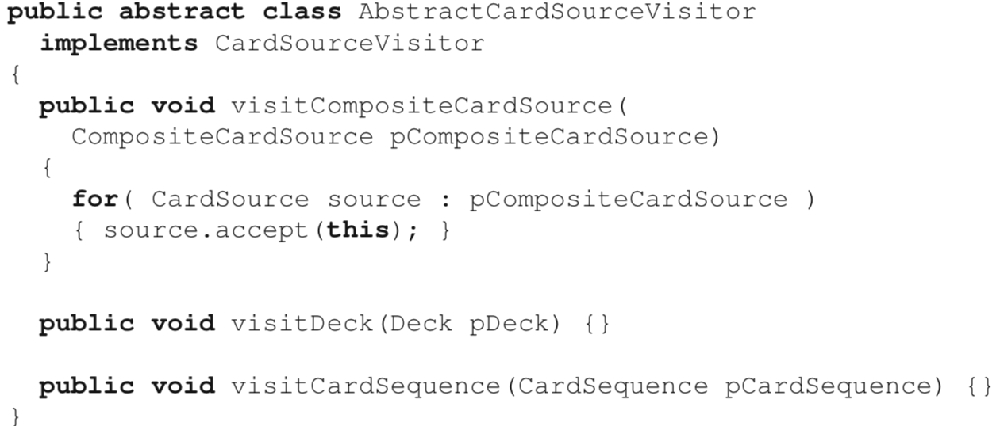 public abstract class AbstractCardSourceVisitor
  implements CardSourceVisitor
{
  public void visitCompositeCardSource(
    CompositeCardSource pCompositeCardSource)
  {
    for( CardSource source : pCompositeCardSource )
    { source.accept(this); }
  }

  public void visitDeck(Deck pDeck) {}

  public void visitCardSequence(CardSequence pCardSequence) {}
}